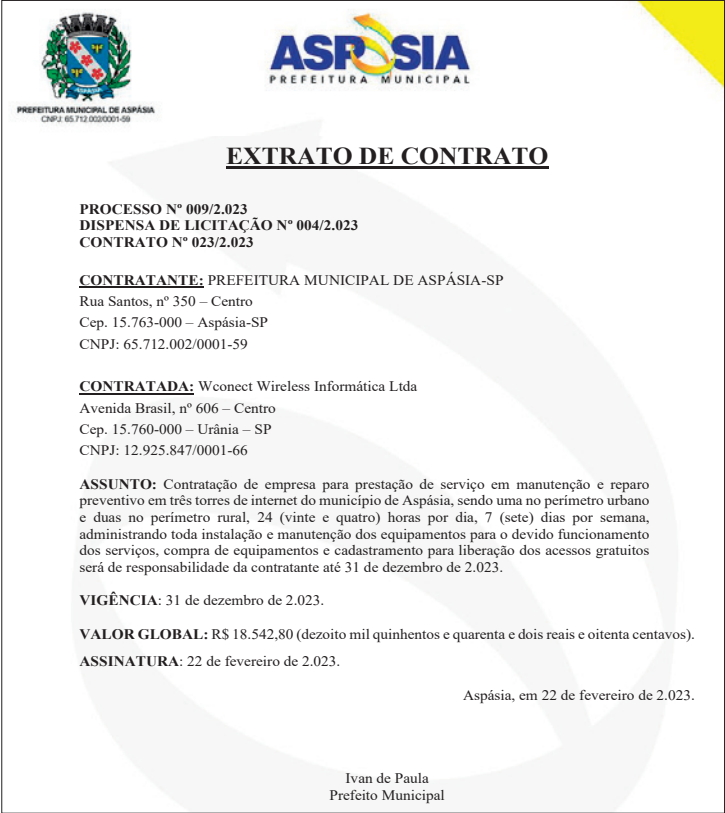 ASPÁSIA
PREFEITURA MUNICIPAL DE ASPÁSIA
CNPJ: 65.712.002/0001-59
ASPSIA
PREFEITURA MUNICIPAL
EXTRATO DE CONTRATO
PROCESSO Nº 009/2.023
DISPENSA DE LICITAÇÃO Nº 004/2.023
CONTRATO Nº 023/2.023
CONTRATANTE: PREFEITURA MUNICIPAL DE ASPÁSIA-SP
Rua Santos, nº 350 – Centro
Cep. 15.763-000 – Aspásia-SP
CNPJ: 65.712.002/0001-59
CONTRATADA: Wconect Wireless Informática Ltda
Avenida Brasil, nº 606 – Centro
Cep. 15.760-000 – Urânia – SP
CNPJ: 12.925.847/0001-66
ASSUNTO: Contratação de empresa para prestação de serviço em manutenção e reparo
preventivo em três torres de internet do município de Aspásia, sendo uma no perímetro urbano
e duas no perímetro rural, 24 (vinte e quatro) horas por dia, 7 (sete) dias por semana,
administrando toda instalação e manutenção dos equipamentos para o devido funcionamento
dos serviços, compra de equipamentos e cadastramento para liberação dos acessos gratuitos
será de responsabilidade da contratante até 31 de dezembro de 2.023.
VIGÊNCIA: 31 de dezembro de 2.023.
VALOR GLOBAL: R$ 18.542,80 (dezoito mil quinhentos e quarenta e dois reais e oitenta centavos).
ASSINATURA: 22 de fevereiro de 2.023.
Aspásia, em 22 de fevereiro de 2.023.
Ivan de Paula
Prefeito Municipal